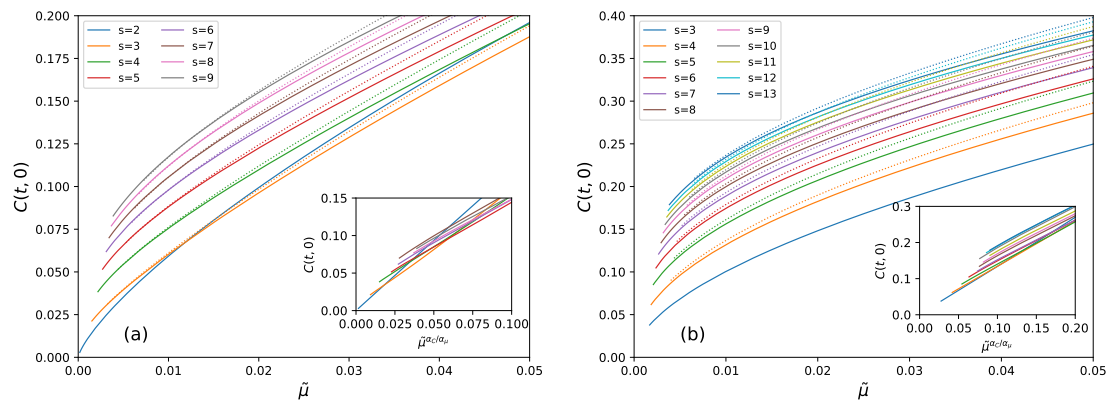 0.200
0.175
0.150
0.125
0.100
0.075
0.050
0.025
0.000
C(t, 0)
s=2
s=3
s=4
s=5
s=6
s=7
s=8
s=9
(a)
0.15
0.10
0.05
0.00
C(t, 0)
0.000 0.025 0.050 0.075 0.100
μ̃^{α_C/α_μ}
0.00 0.01 0.02 0.03 0.04 0.05
μ̃
0.40
0.35
0.30
0.25
0.20
0.15
0.10
0.05
0.00
C(t, 0)
s=3
s=4
s=5
s=6
s=7
s=8
s=9
s=10
s=11
s=12
s=13
(b)
0.3
0.2
0.1
0.0
C(t, 0)
0.00 0.05 0.10 0.15 0.20
μ̃^{α_C/α_μ}
0.00 0.01 0.02 0.03 0.04 0.05
μ̃